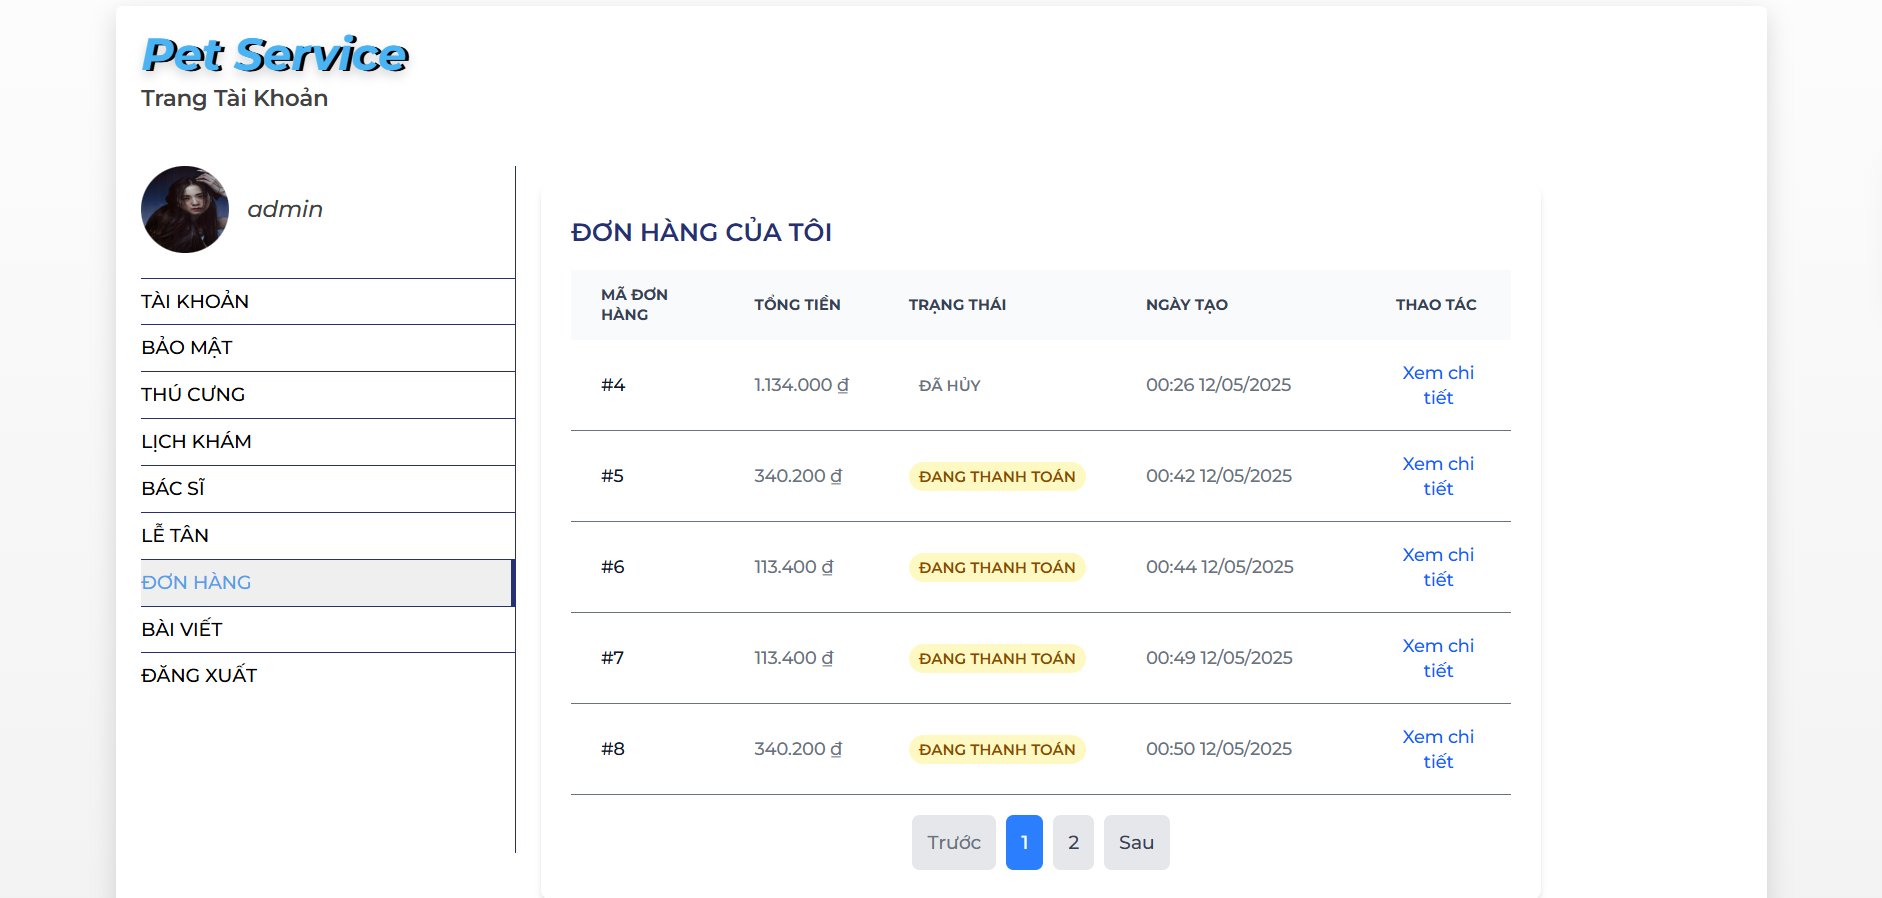 Pet Service
Trang Tài Khoản
admin
TÀI KHOẢN
BẢO MẬT
THÚ CƯNG
LỊCH KHÁM
BÁC SĨ
LỄ TÂN
ĐƠN HÀNG
BÀI VIẾT
ĐĂNG XUẤT
ĐƠN HÀNG CỦA TÔI
MÃ ĐƠN
HÀNG
TỔNG TIỀN
TRẠNG THÁI
NGÀY TẠO
THAO TÁC
#4
1.134.000 ₫
ĐÃ HỦY
00:26 12/05/2025
Xem chi
tiết
#5
340.200 ₫
ĐANG THANH TOÁN
00:42 12/05/2025
Xem chi
tiết
#6
113.400 ₫
ĐANG THANH TOÁN
00:44 12/05/2025
Xem chi
tiết
#7
113.400 ₫
ĐANG THANH TOÁN
00:49 12/05/2025
Xem chi
tiết
#8
340.200 ₫
ĐANG THANH TOÁN
00:50 12/05/2025
Xem chi
tiết
Trước
1
2
Sau